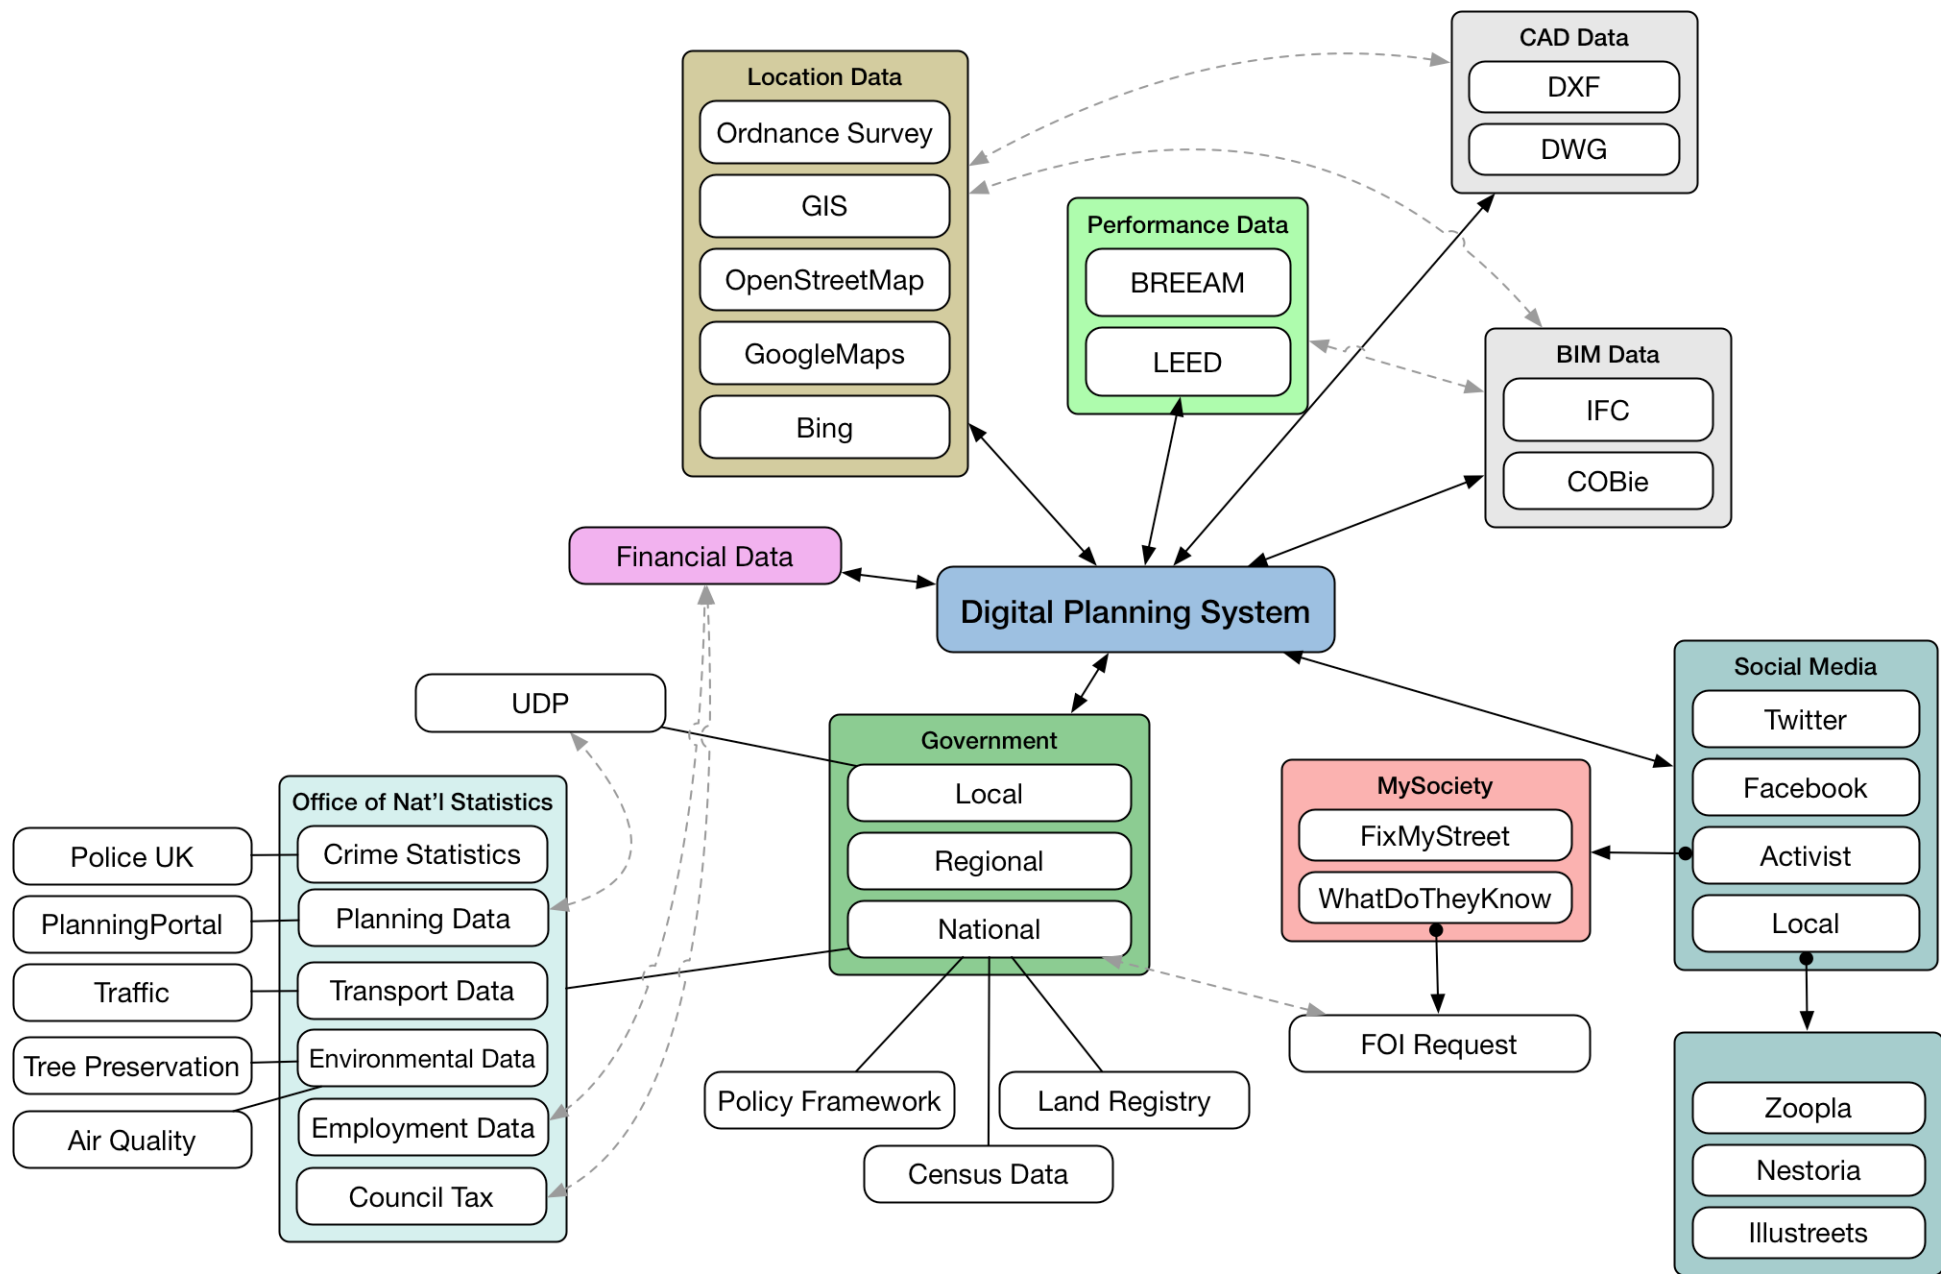 CAD Data
DXF
DWG
Location Data
Ordnance Survey
GIS
OpenStreetMap
GoogleMaps
Bing
Performance Data
BREEAM
LEED
BIM Data
IFC
COBie
Financial Data
Digital Planning System
UDP
Government
Local
Regional
National
Social Media
Twitter
Facebook
Activist
Local
MySociety
FixMyStreet
WhatDoTheyKnow
Office of Nat'l Statistics
Crime Statistics
Planning Data
Transport Data
Environmental Data
Employment Data
Council Tax
Police UK
PlanningPortal
Traffic
Tree Preservation
Air Quality
FOI Request
Policy Framework
Land Registry
Census Data
Zoopla
Nestoria
Illustreets